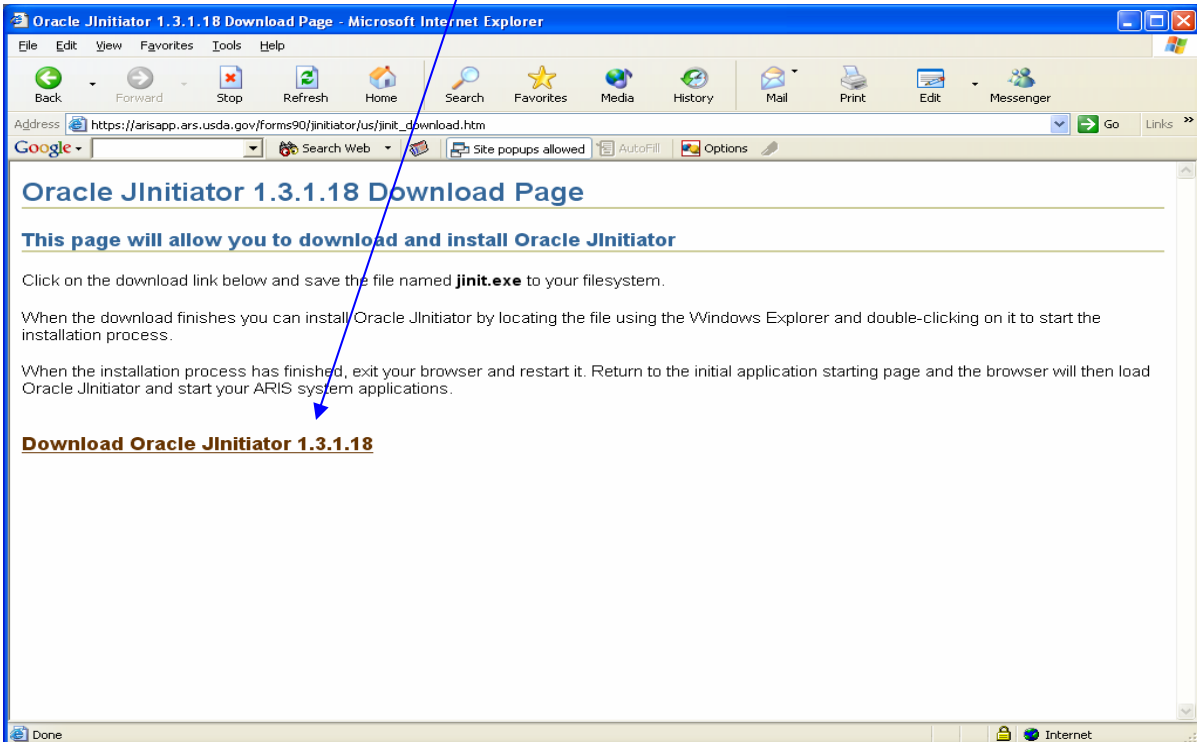 Oracle JInitiator 1.3.1.18 Download Page - Microsoft Internet Explorer
File Edit View Favorites Tools Help
Back Forward Stop Refresh Home Search Favorites Media History Mail Print Edit Messenger
Address https://arisapp.ars.usda.gov/forms90/jinitiator/us/jinit_download.htm Go Links »
Google Search Web Site popups allowed AutoFill Options
Oracle JInitiator 1.3.1.18 Download Page
This page will allow you to download and install Oracle JInitiator
Click on the download link below and save the file named jinit.exe to your filesystem.
When the download finishes you can install Oracle JInitiator by locating the file using the Windows Explorer and double-clicking on it to start the
installation process.
When the installation process has finished, exit your browser and restart it. Return to the initial application starting page and the browser will then load
Oracle JInitiator and start your ARIS system applications.
Download Oracle JInitiator 1.3.1.18
Done Internet